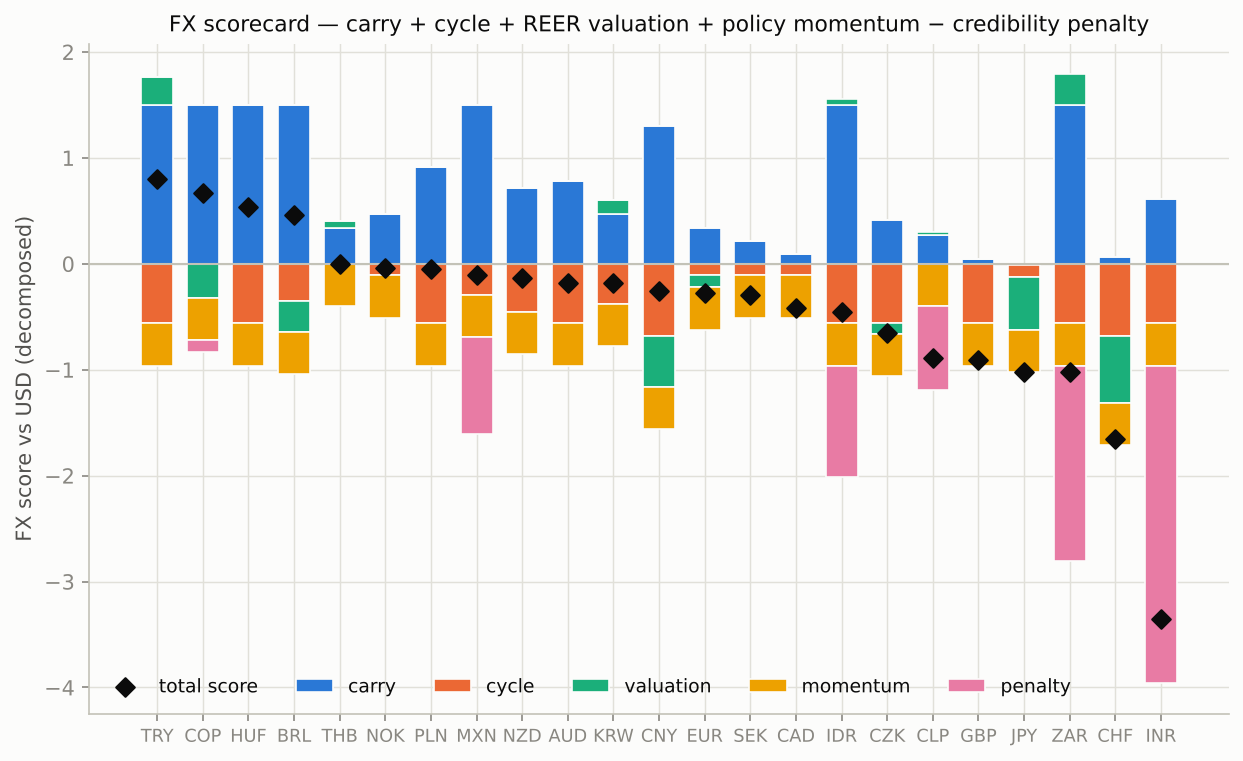 FX scorecard — carry + cycle + REER valuation + policy momentum − credibility penalty
FX score vs USD (decomposed)
2
1
0
−1
−2
−3
−4
total score carry cycle valuation momentum penalty
TRY COP HUF BRL THB NOK PLN MXN NZD AUD KRW CNY EUR SEK CAD IDR CZK CLP GBP JPY ZAR CHF INR